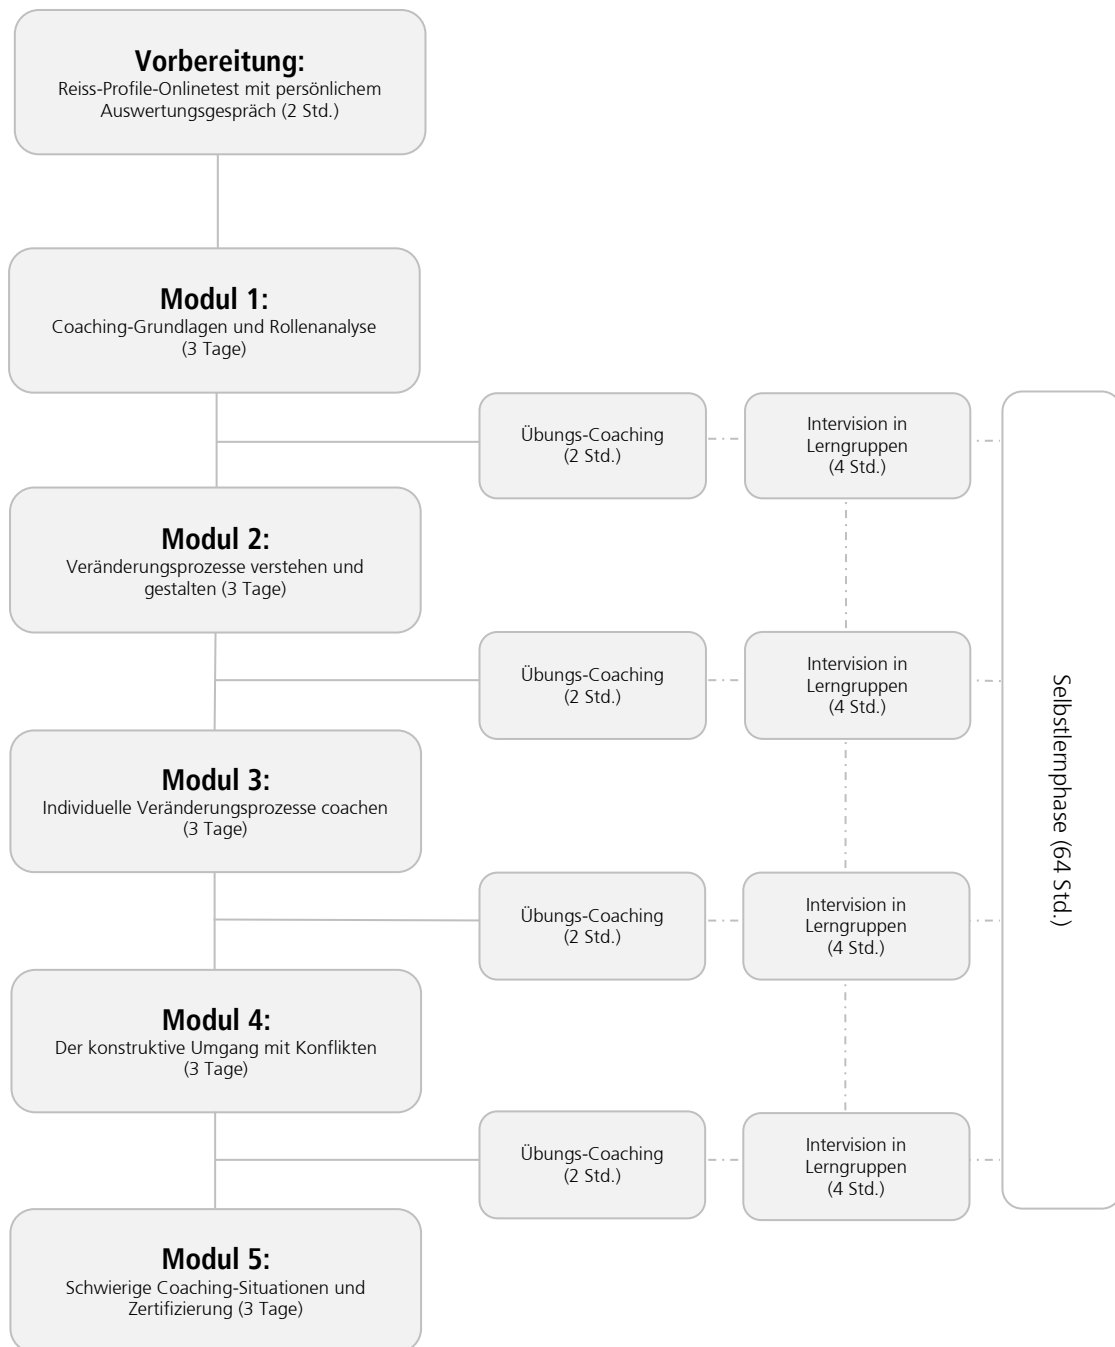 Vorbereitung:
Reiss-Profile-Onlinetest mit persönlichem
Auswertungsgespräch (2 Std.)
Modul 1:
Coaching-Grundlagen und Rollenanalyse
(3 Tage)
Übungs-Coaching
(2 Std.)
Intervision in
Lerngruppen
(4 Std.)
Modul 2:
Veränderungsprozesse verstehen und
gestalten (3 Tage)
Übungs-Coaching
(2 Std.)
Intervision in
Lerngruppen
(4 Std.)
Modul 3:
Individuelle Veränderungsprozesse coachen
(3 Tage)
Übungs-Coaching
(2 Std.)
Intervision in
Lerngruppen
(4 Std.)
Modul 4:
Der konstruktive Umgang mit Konflikten
(3 Tage)
Übungs-Coaching
(2 Std.)
Intervision in
Lerngruppen
(4 Std.)
Modul 5:
Schwierige Coaching-Situationen und
Zertifizierung (3 Tage)
Selbstlernphase (64 Std.)